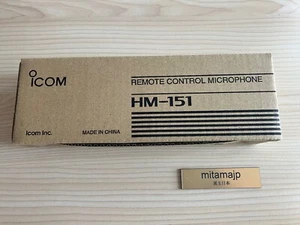 ICOM
REMOTE CONTROL MICROPHONE
HM-151
Icom Inc.
MADE IN CHINA
mitamajp